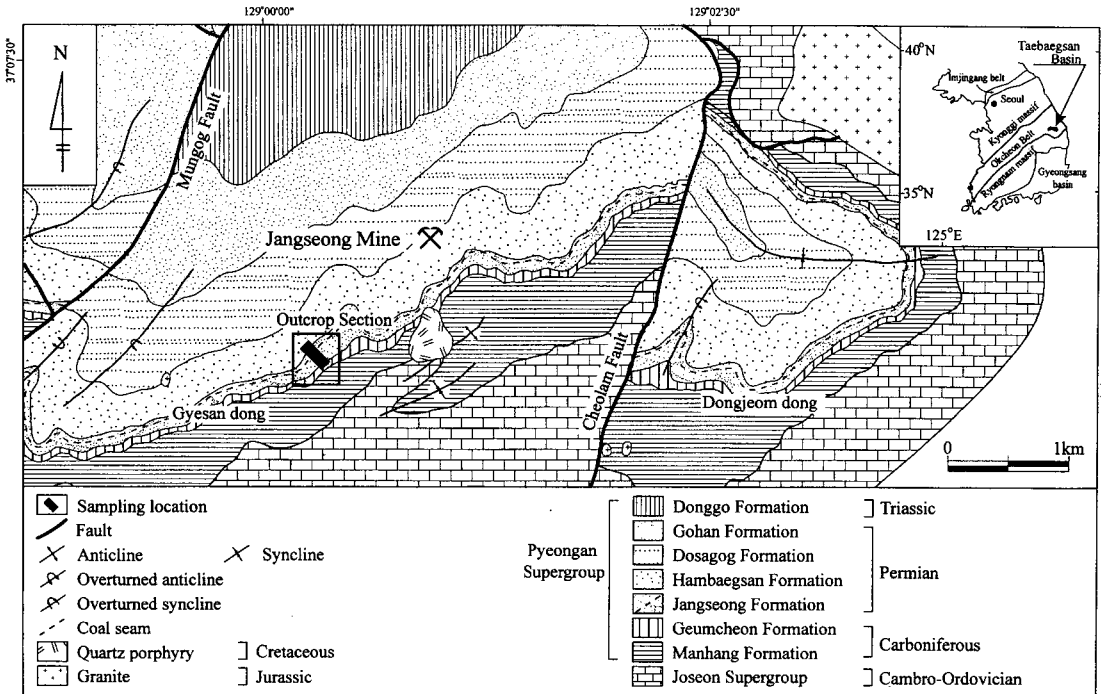 129°00'00"
129°02'30"
37°07'30"
N
Mungog Fault
Jangseong Mine
Outcrop Section
Gyesan dong
Cheolam Fault
Dongjeom dong
0 1km
Taebaegsan
Basin
40°N
Imjingang belt
Seoul
Kyonggi massif
Okcheon Belt
Ryongnam massif
Gyeongsang
basin
35°N
125°E
Sampling location
Fault
Anticline
Syncline
Overturned anticline
Overturned syncline
Coal seam
Quartz porphyry
Cretaceous
Granite
Jurassic
Pyeongan
Supergroup
Donggo Formation
Triassic
Gohan Formation
Dosagog Formation
Hambaegsan Formation
Permian
Jangseong Formation
Geumcheon Formation
Carboniferous
Manhang Formation
Joseon Supergroup
Cambro-Ordovician